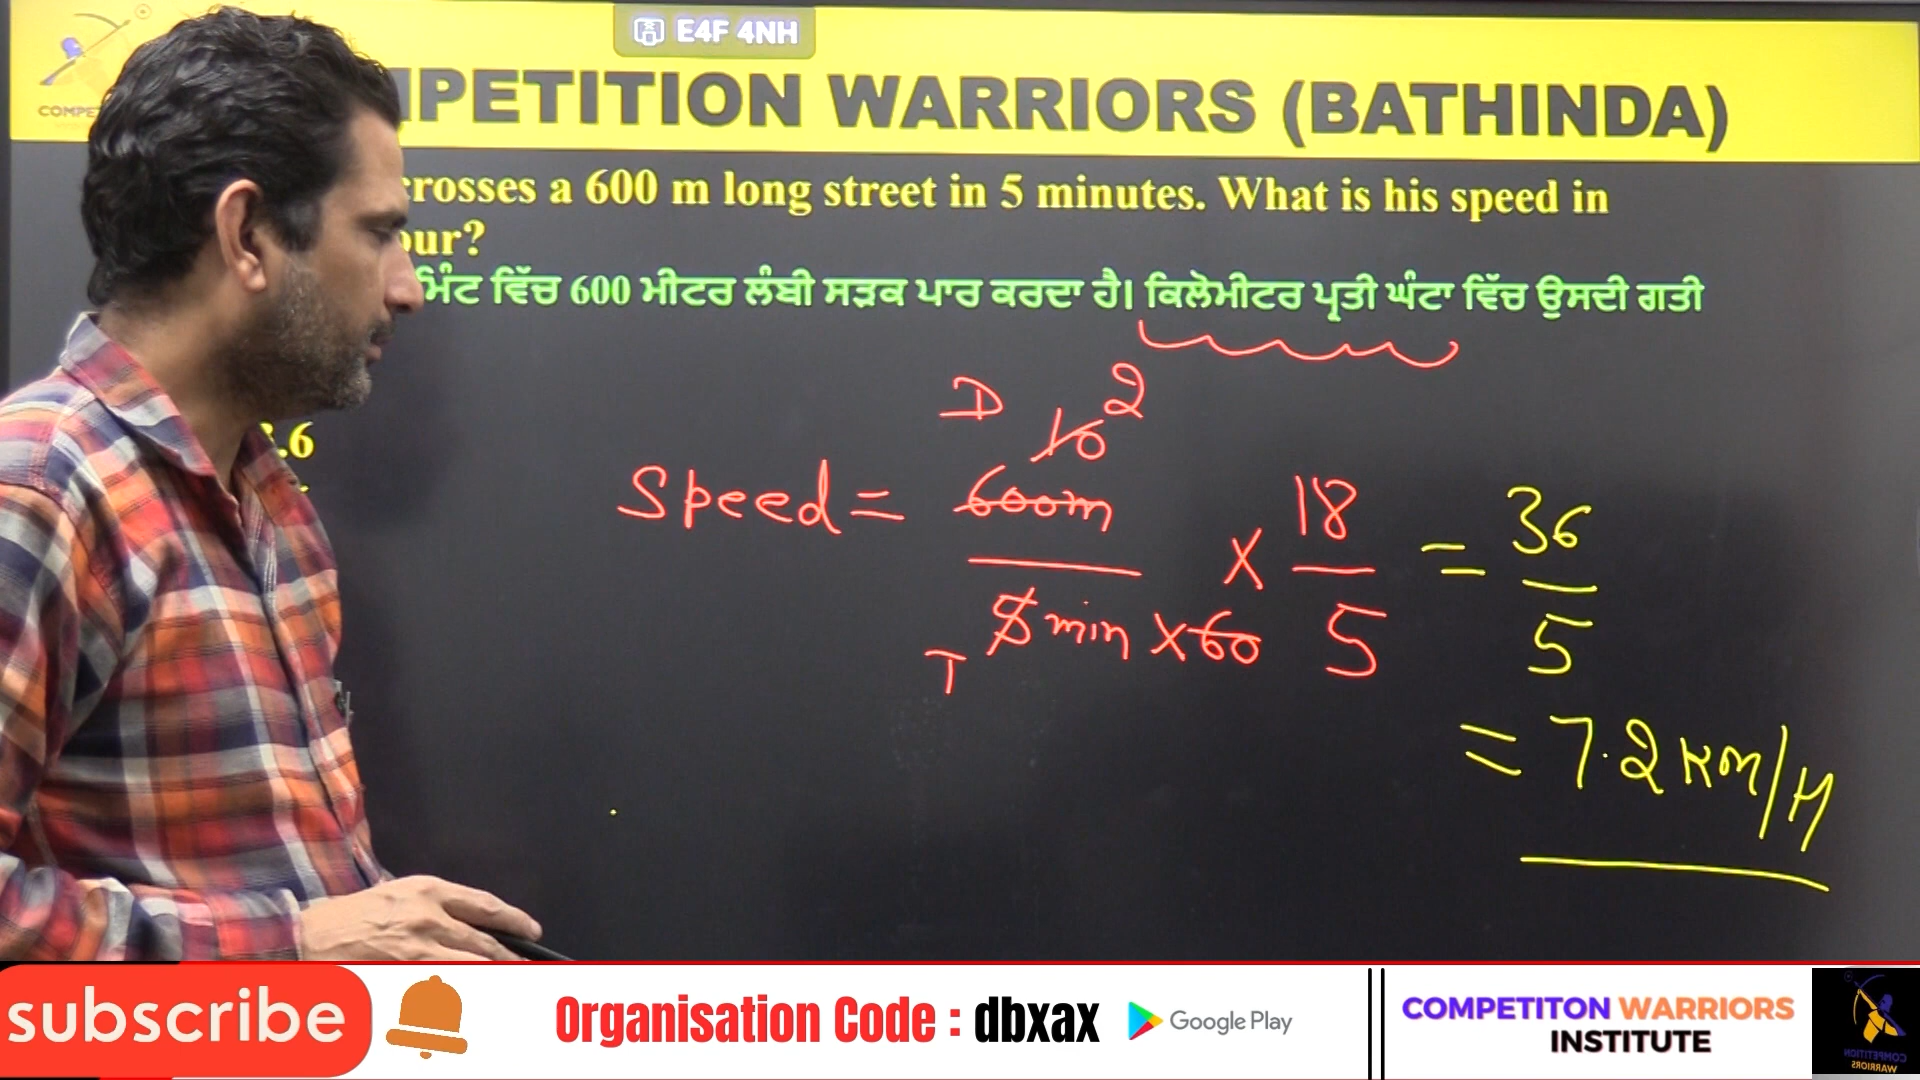 E4F 4NH
COMPETITION WARRIORS (BATHINDA)
crosses a 600 m long street in 5 minutes. What is his speed in
our?
ਮਿੰਟ ਵਿੱਚ 600 ਮੀਟਰ ਲੰਬੀ ਸੜਕ ਪਾਰ ਕਰਦਾ ਹੈ। ਕਿਲੋਮੀਟਰ ਪ੍ਰਤੀ ਘੰਟਾ ਵਿੱਚ ਉਸਦੀ ਗਤੀ
.6
D 10 2
Speed = 600m × 18 = 36
T 5 min × 60 5 5
= 7.2 km/H
subscribe
Organisation Code : dbxax
Google Play
COMPETITON WARRIORS
INSTITUTE